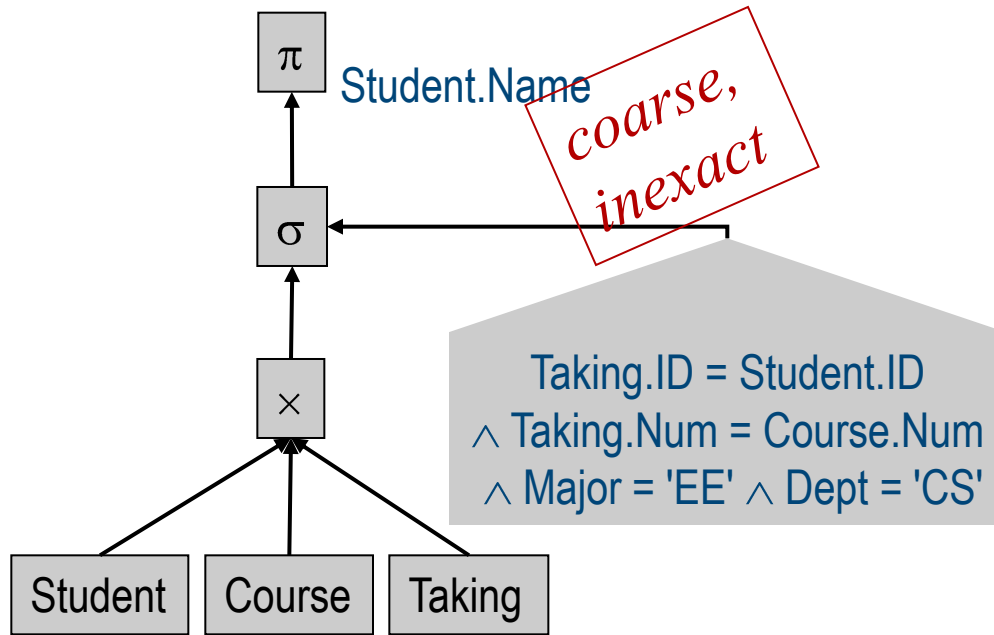 π
Student.Name
coarse,
inexact
σ
Taking.ID = Student.ID
∧ Taking.Num = Course.Num
∧ Major = 'EE' ∧ Dept = 'CS'
×
Student
Course
Taking